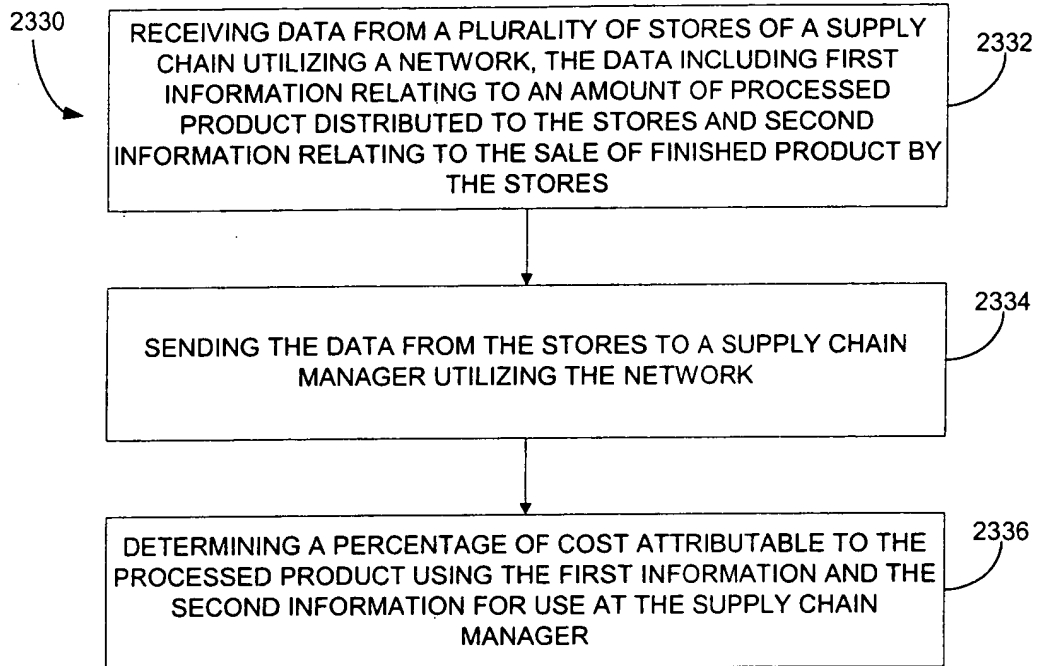 2330
RECEIVING DATA FROM A PLURALITY OF STORES OF A SUPPLY
CHAIN UTILIZING A NETWORK, THE DATA INCLUDING FIRST
INFORMATION RELATING TO AN AMOUNT OF PROCESSED
PRODUCT DISTRIBUTED TO THE STORES AND SECOND
INFORMATION RELATING TO THE SALE OF FINISHED PRODUCT BY
THE STORES
2332
SENDING THE DATA FROM THE STORES TO A SUPPLY CHAIN
MANAGER UTILIZING THE NETWORK
2334
DETERMINING A PERCENTAGE OF COST ATTRIBUTABLE TO THE
PROCESSED PRODUCT USING THE FIRST INFORMATION AND THE
SECOND INFORMATION FOR USE AT THE SUPPLY CHAIN
MANAGER
2336